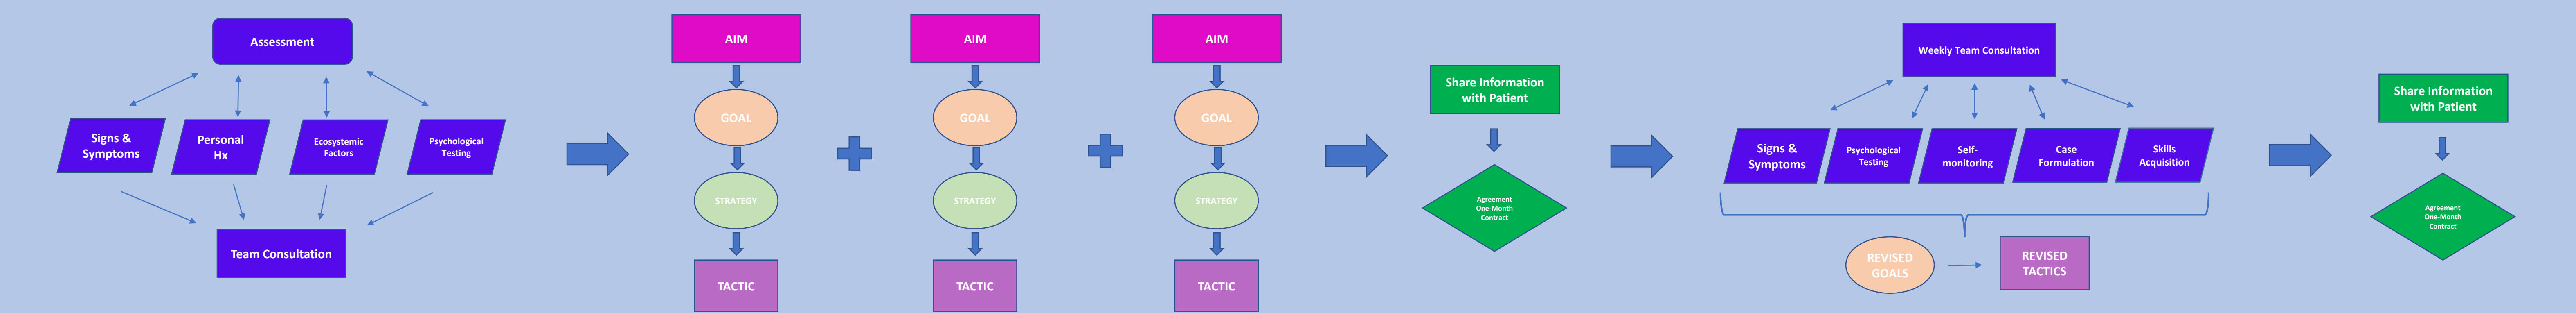 Assessment
Signs &
Symptoms
Personal
Hx
Ecosystemic
Factors
Psychological
Testing
Team Consultation
AIM
GOAL
STRATEGY
TACTIC
AIM
GOAL
STRATEGY
TACTIC
AIM
GOAL
STRATEGY
TACTIC
Share Information
with Patient
Agreement
One-Month
Contract
Weekly Team Consultation
Signs &
Symptoms
Psychological
Testing
Self-
monitoring
Case
Formulation
Skills
Acquisition
REVISED
GOALS
REVISED
TACTICS
Share Information
with Patient
Agreement
One-Month
Contract